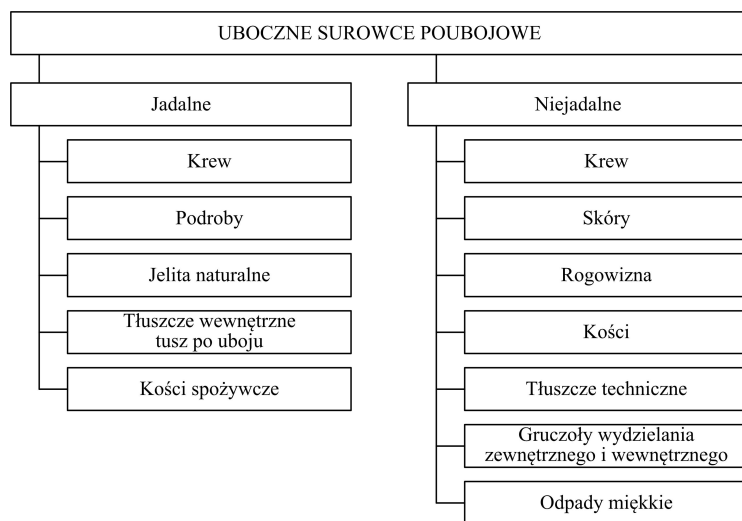 UBOCZNE SUROWCE POUBOJOWE
Jadalne
Krew
Podroby
Jelita naturalne
Tłuszcze wewnętrzne
tusz po uboju
Kości spożywcze
Niejadalne
Krew
Skóry
Rogowizna
Kości
Tłuszcze techniczne
Gruczoły wydzielania
zewnętrznego i wewnętrznego
Odpady miękkie